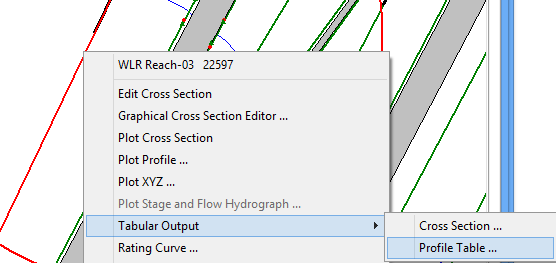 WLR Reach-03   22597
Edit Cross Section
Graphical Cross Section Editor ...
Plot Cross Section
Plot Profile ...
Plot XYZ ...
Plot Stage and Flow Hydrograph ...
Tabular Output
Cross Section ...
Rating Curve ...
Profile Table ...